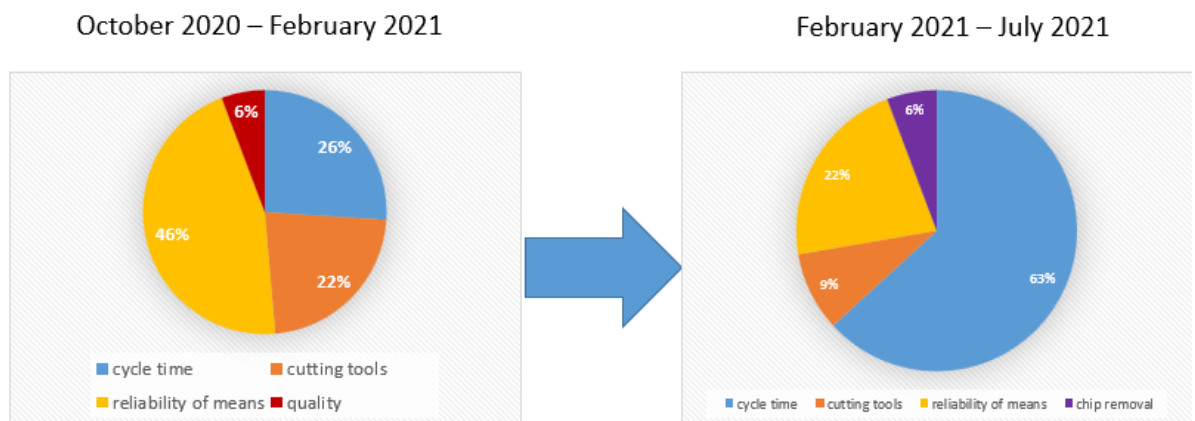 October 2020 – February 2021
6%
26%
46%
22%
cycle time
cutting tools
reliability of means
quality
February 2021 – July 2021
6%
22%
9%
63%
cycle time
cutting tools
reliability of means
chip removal